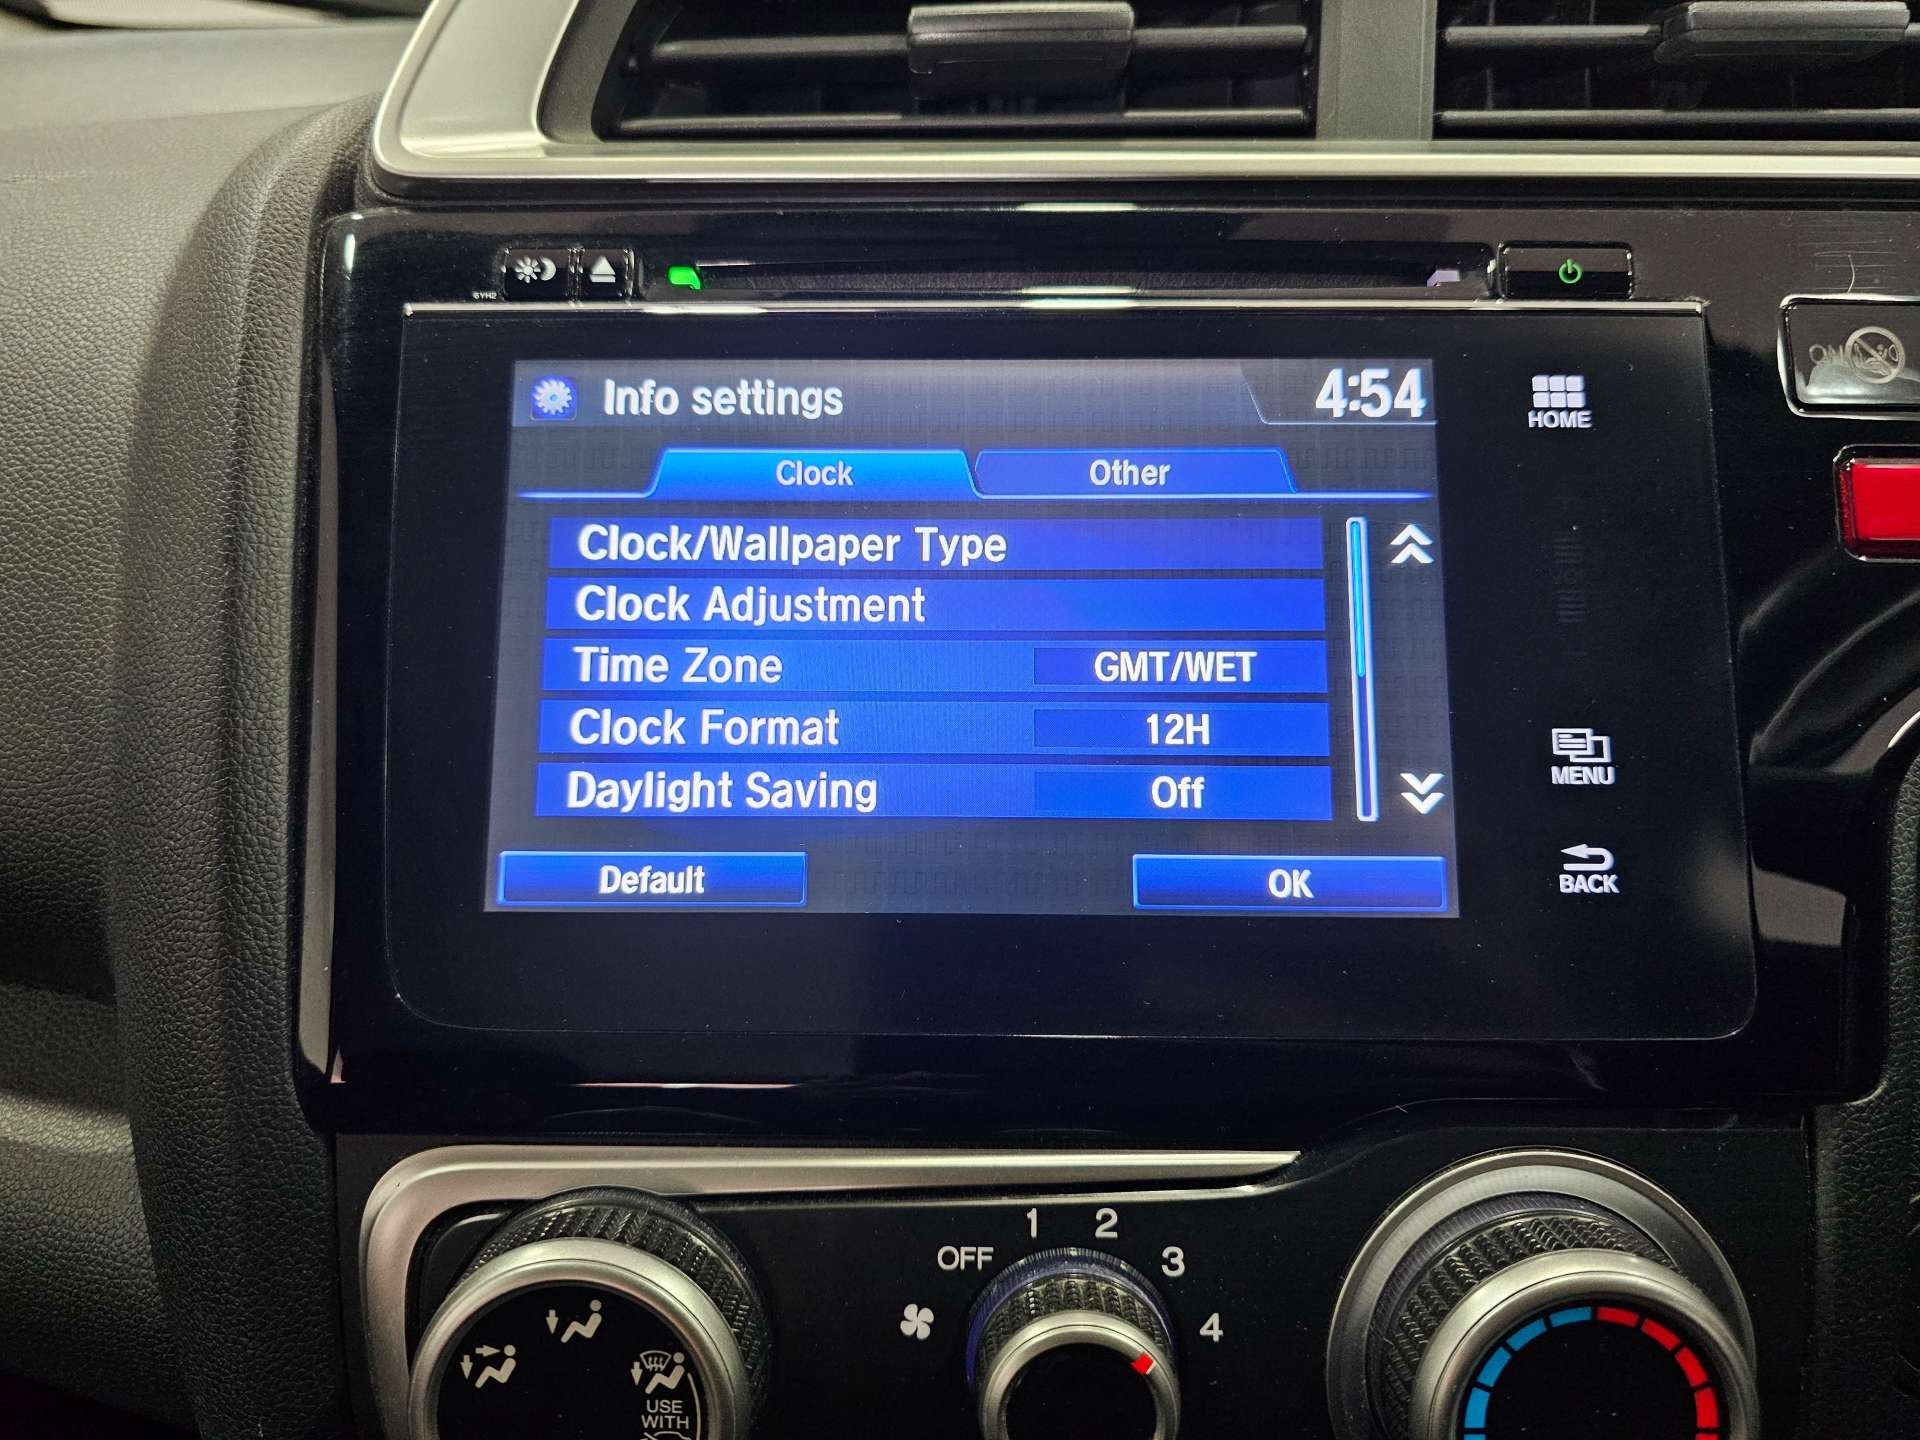 6YH2
Info settings
4:54
HOME
Clock
Other
Clock/Wallpaper Type
Clock Adjustment
Time Zone
GMT/WET
Clock Format
12H
Daylight Saving
Off
MENU
Default
OK
BACK
OFF
1
2
3
4
USE
WITH